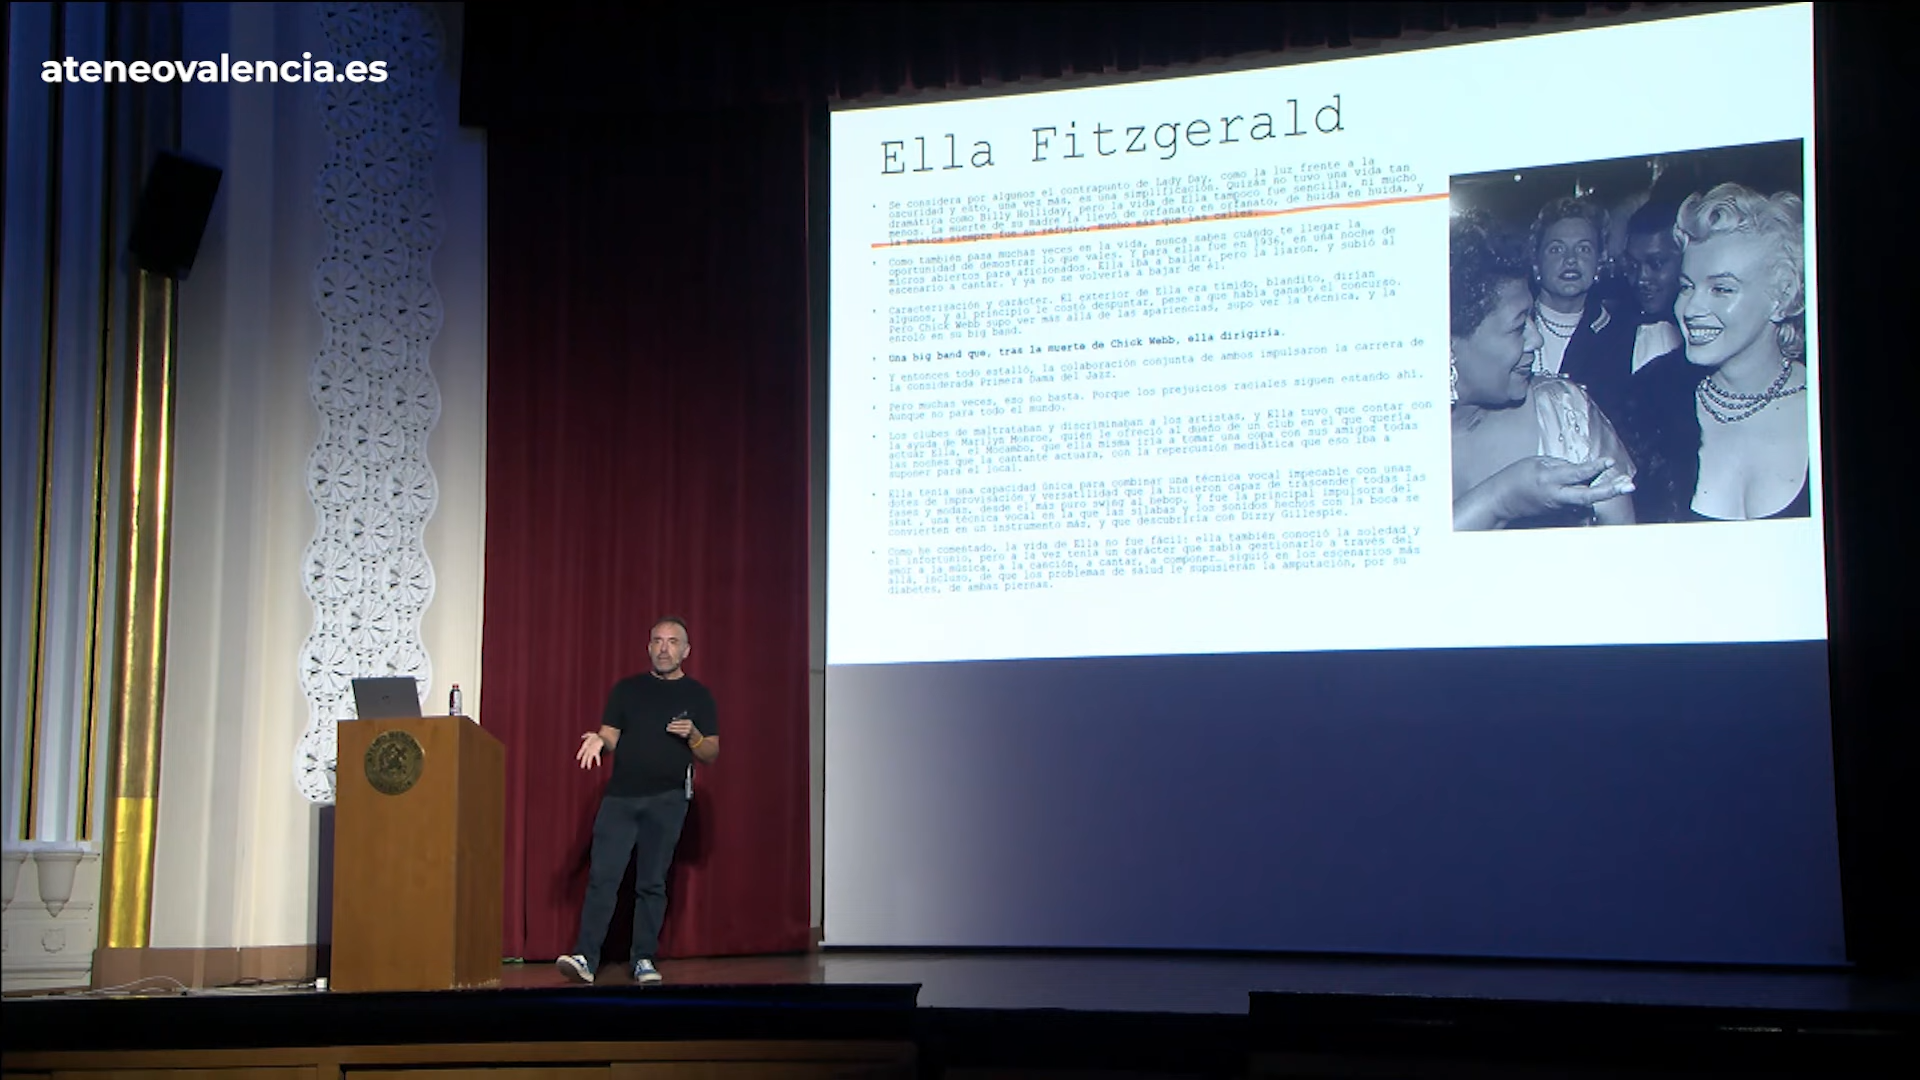 ateneovalencia.es
Ella Fitzgerald
• Se considera por algunos el contrapunto de Lady Day, como la luz frente a la
oscuridad y esto, una vez más, es una simplificación. Quizás no tuvo una vida tan
dramática como Billy Holliday, pero la vida de Ella tampoco fue sencilla, ni mucho
menos. La muerte de su madre la llevó de orfanato en orfanato, de huida en huida, y
la música siempre fue su refugio, mucho más que las calles.
• Como también pasa muchas veces en la vida, nunca sabes cuándo te llegar la
oportunidad de demostrar lo que vales. Y para ella fue en 1936, en una noche de
micros abiertos para aficionados. Ella iba a bailar, pero la liaron, y subió al
escenario a cantar. Y ya no se volvería a bajar de él.
• Caracterización y carácter. El exterior de Ella era tímido, blandito, dirían
algunos, y al principio le costó despuntar, pese a que había ganado el concurso.
Pero Chick Webb supo ver más allá de las apariencias, supo ver la técnica, y la
enroló en su big band.
• Una big band que, tras la muerte de Chick Webb, ella dirigiría.
• Y entonces todo estalló, la colaboración conjunta de ambos impulsaron la carrera de
la considerada Primera Dama del Jazz.
• Pero muchas veces, eso no basta. Porque los prejuicios raciales siguen estando ahí.
Aunque no para todo el mundo.
• Los clubes de maltrataban y discriminaban a los artistas, y Ella tuvo que contar con
la ayuda de Marilyn Monroe, quién le ofreció al dueño de un club en el que quería
actuar Ella, el Mocambo, que ella misma iría a tomar una copa con sus amigos todas
las noches que la cantante actuara, con la repercusión mediática que eso iba a
suponer para el local.
• Ella tenía una capacidad única para combinar una técnica vocal impecable con unas
dotes de improvisación y versatilidad que la hicieron capaz de trascender todas las
fases y modas, desde el más puro swing al bebop. Y fue la principal impulsora del
skat , una técnica vocal en la que las sílabas y los sonidos hechos con la boca se
convierten en un instrumento más, y que descubriría con Dizzy Gillespie.
• Como he comentado, la vida de Ella no fue fácil: ella también conoció la soledad y
el infortunio, pero a la vez tenía un carácter que sabía gestionarlo a través del
amor a la música, a la canción, a cantar, a componer… siguió en los escenarios más
allá, incluso, de que los problemas de salud le supusieran la amputación, por su
diabetes, de ambas piernas.